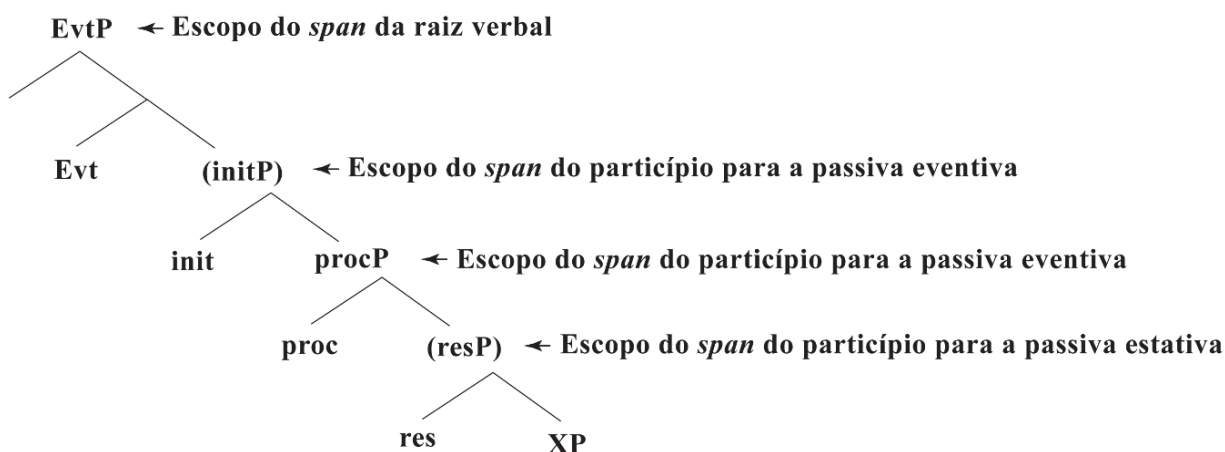 EvtP ← Escopo do span da raiz verbal
Evt (initP) ← Escopo do span do particípio para a passiva eventiva
init procP ← Escopo do span do particípio para a passiva eventiva
proc (resP) ← Escopo do span do particípio para a passiva estativa
res XP